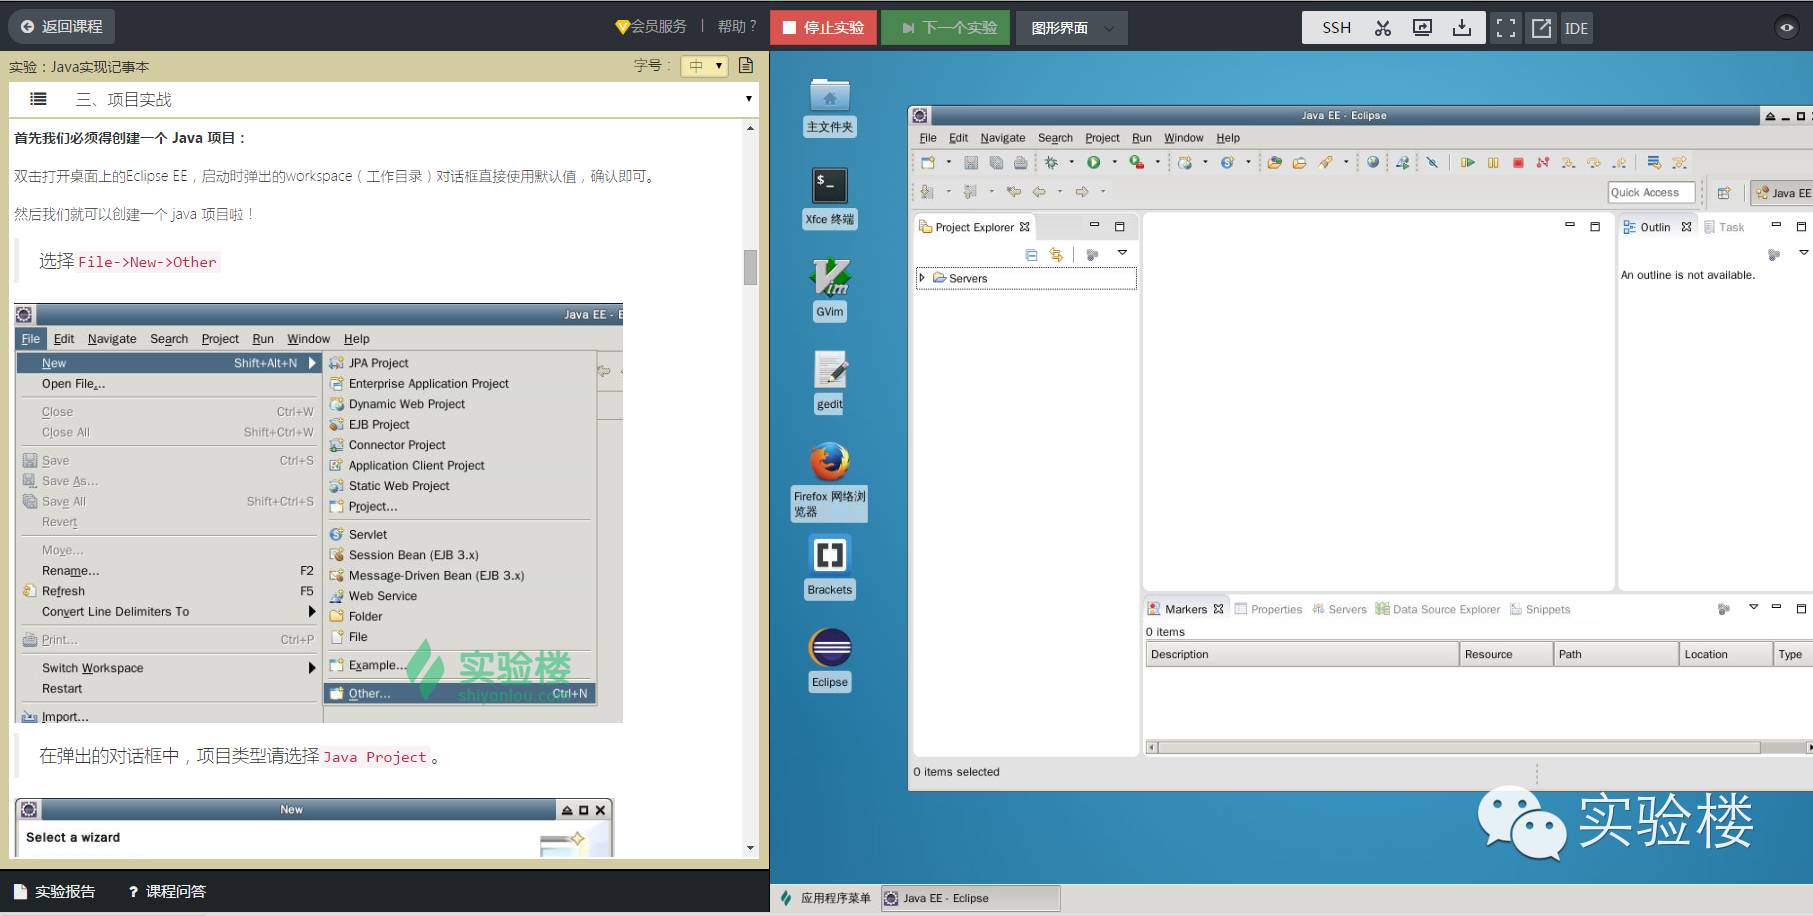 返回课程
会员服务 | 帮助 ?
停止实验
下一个实验
图形界面
SSH
IDE
实验：Java实现记事本
字号： 中
三、项目实战
首先我们必须得创建一个 Java 项目：
双击打开桌面上的Eclipse EE，启动时弹出的workspace（工作目录）对话框直接使用默认值，确认即可。
然后我们就可以创建一个 java 项目啦！
选择 File->New->Other
Java EE - E
File Edit Navigate Search Project Run Window Help
New Shift+Alt+N
Open File...
Close Ctrl+W
Close All Shift+Ctrl+W
Save Ctrl+S
Save As...
Save All Shift+Ctrl+S
Revert
Move...
Rename... F2
Refresh F5
Convert Line Delimiters To
Print... Ctrl+P
Switch Workspace
Restart
Import...
JPA Project
Enterprise Application Project
Dynamic Web Project
EJB Project
Connector Project
Application Client Project
Static Web Project
Project...
Servlet
Session Bean (EJB 3.x)
Message-Driven Bean (EJB 3.x)
Web Service
Folder
File
Example...
Other... Ctrl+N
实验楼
shiyanlou.com
在弹出的对话框中，项目类型请选择 Java Project 。
New
Select a wizard
实验报告
? 课程问答
主文件夹
Xfce 终端
GVim
gedit
Firefox 网络浏
览器
Brackets
Eclipse
Java EE - Eclipse
File Edit Navigate Search Project Run Window Help
Quick Access
Java EE
Project Explorer
Servers
Outlin
Task
An outline is not available.
Markers Properties Servers Data Source Explorer Snippets
0 items
Description Resource Path Location Type
0 items selected
实验楼
应用程序菜单
Java EE - Eclipse